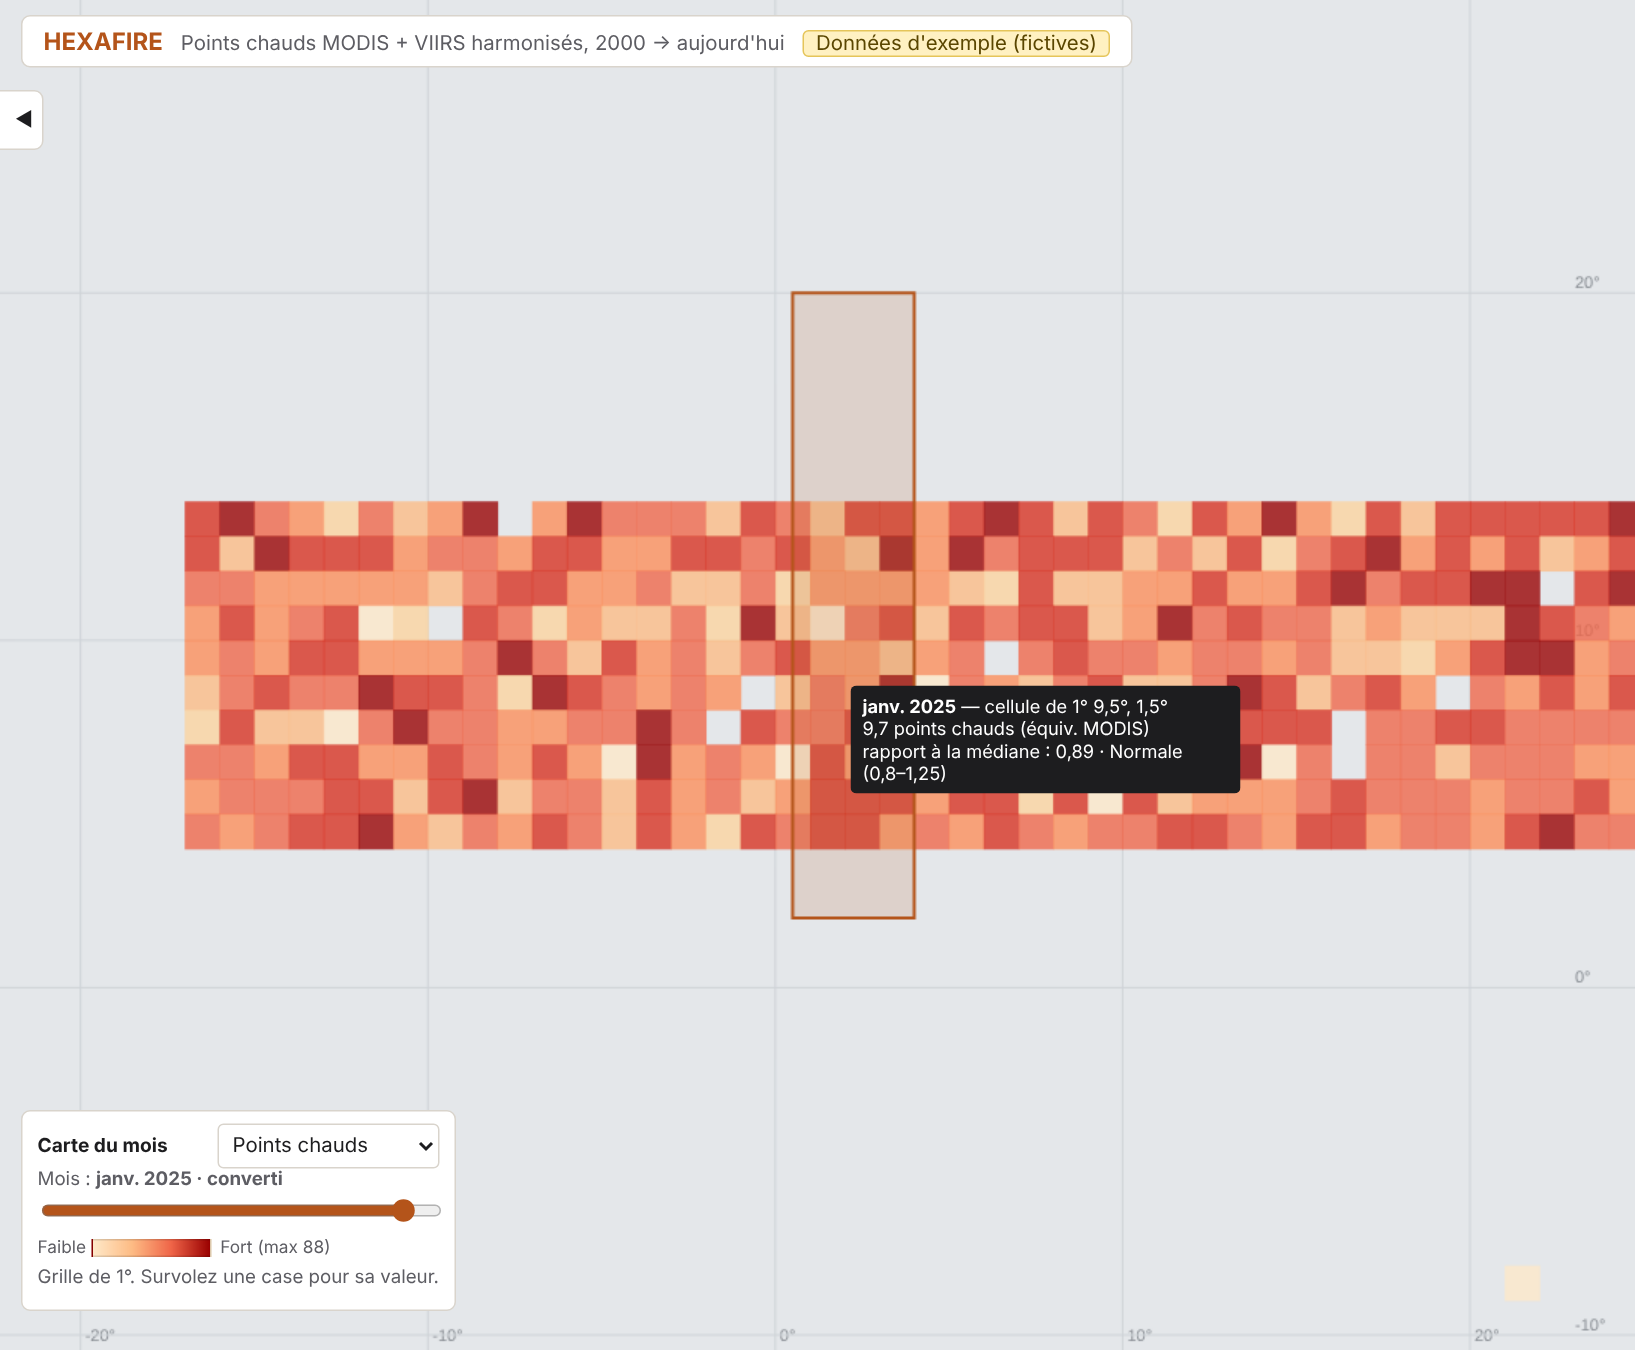 HEXAFIRE Points chauds MODIS + VIIRS harmonisés, 2000 → aujourd'hui Données d'exemple (fictives)
◀
20°
10°
janv. 2025 — cellule de 1° 9,5°, 1,5°
9,7 points chauds (équiv. MODIS)
rapport à la médiane : 0,89 · Normale
(0,8–1,25)
0°
Carte du mois Points chauds
Mois : janv. 2025 · converti
Faible Fort (max 88)
Grille de 1°. Survolez une case pour sa valeur.
-10°
-20° -10° 0° 10° 20°